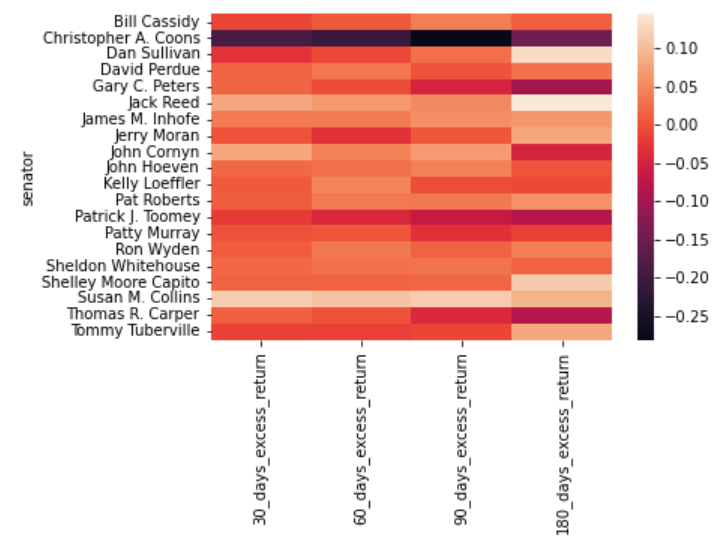 senator
Bill Cassidy
Christopher A. Coons
Dan Sullivan
David Perdue
Gary C. Peters
Jack Reed
James M. Inhofe
Jerry Moran
John Cornyn
John Hoeven
Kelly Loeffler
Pat Roberts
Patrick J. Toomey
Patty Murray
Ron Wyden
Sheldon Whitehouse
Shelley Moore Capito
Susan M. Collins
Thomas R. Carper
Tommy Tuberville
30_days_excess_return
60_days_excess_return
90_days_excess_return
180_days_excess_return
0.10
0.05
0.00
−0.05
−0.10
−0.15
−0.20
−0.25